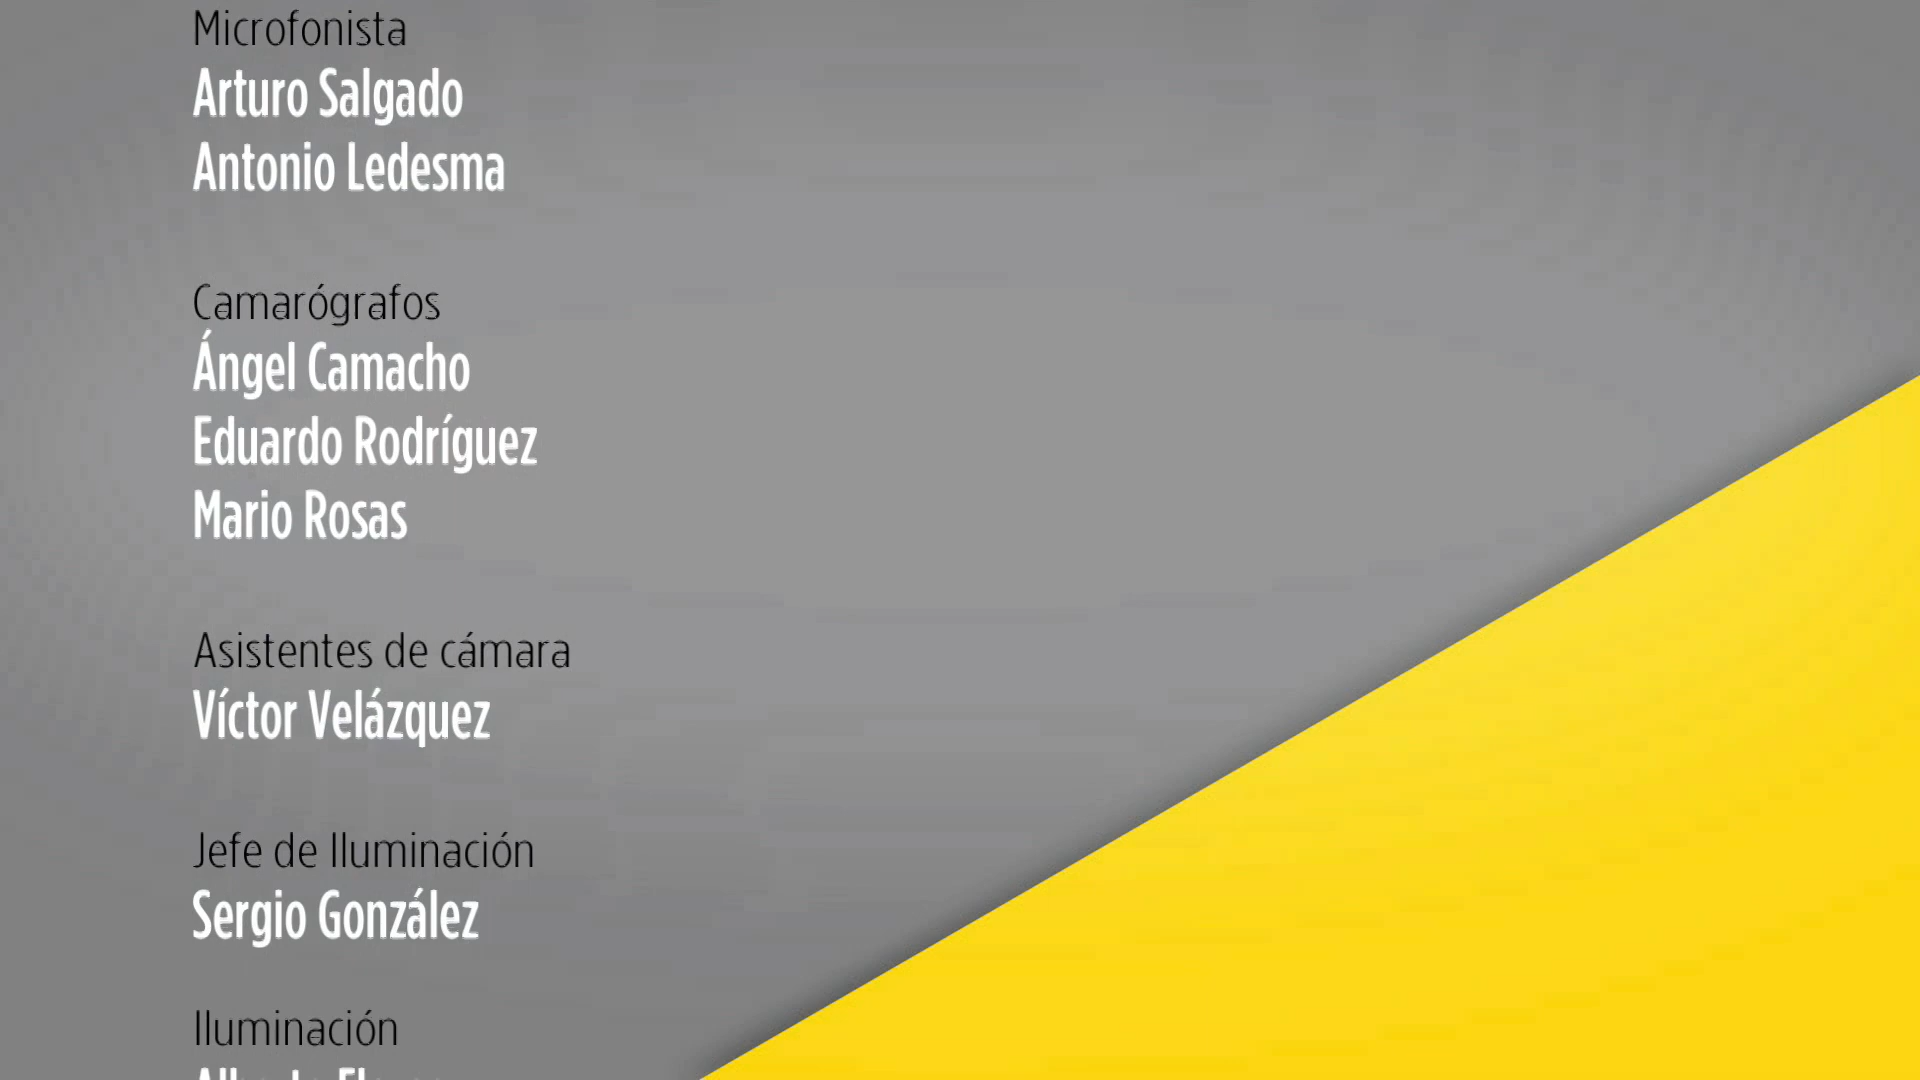 Microfonista
Arturo Salgado
Antonio Ledesma
Camarógrafos
Ángel Camacho
Eduardo Rodríguez
Mario Rosas
Asistentes de cámara
Víctor Velázquez
Jefe de Iluminación
Sergio González
Iluminación